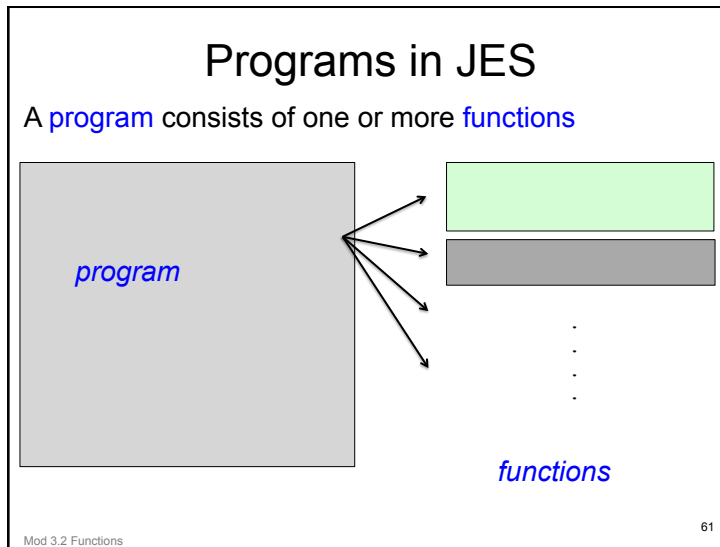 Programs in JES
A program consists of one or more functions
program
.
.
.
.
functions
Mod 3.2 Functions
61